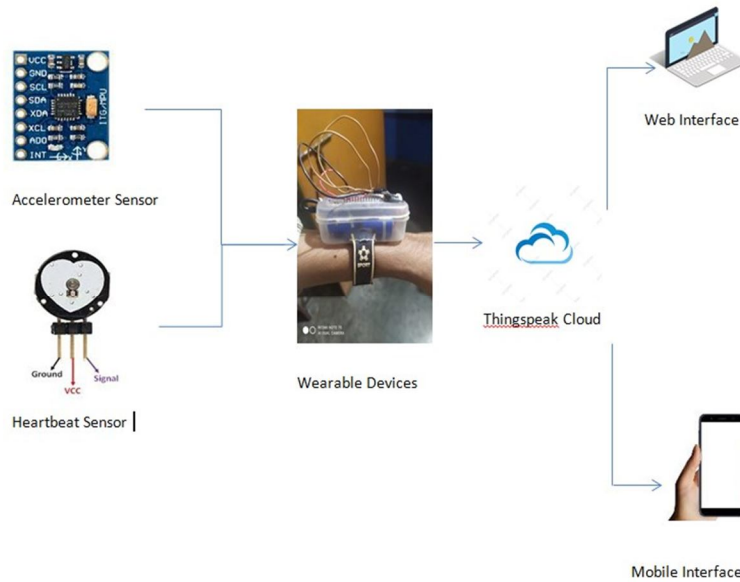 VCC
GND
SCL
SDA
XDA
XCL
ADO
INT
ITG/MPU
Accelerometer Sensor
Web Interface
SPORT
Thingspeak Cloud
Ground
VCC
Signal
Wearable Devices
Heartbeat Sensor
Mobile Interface